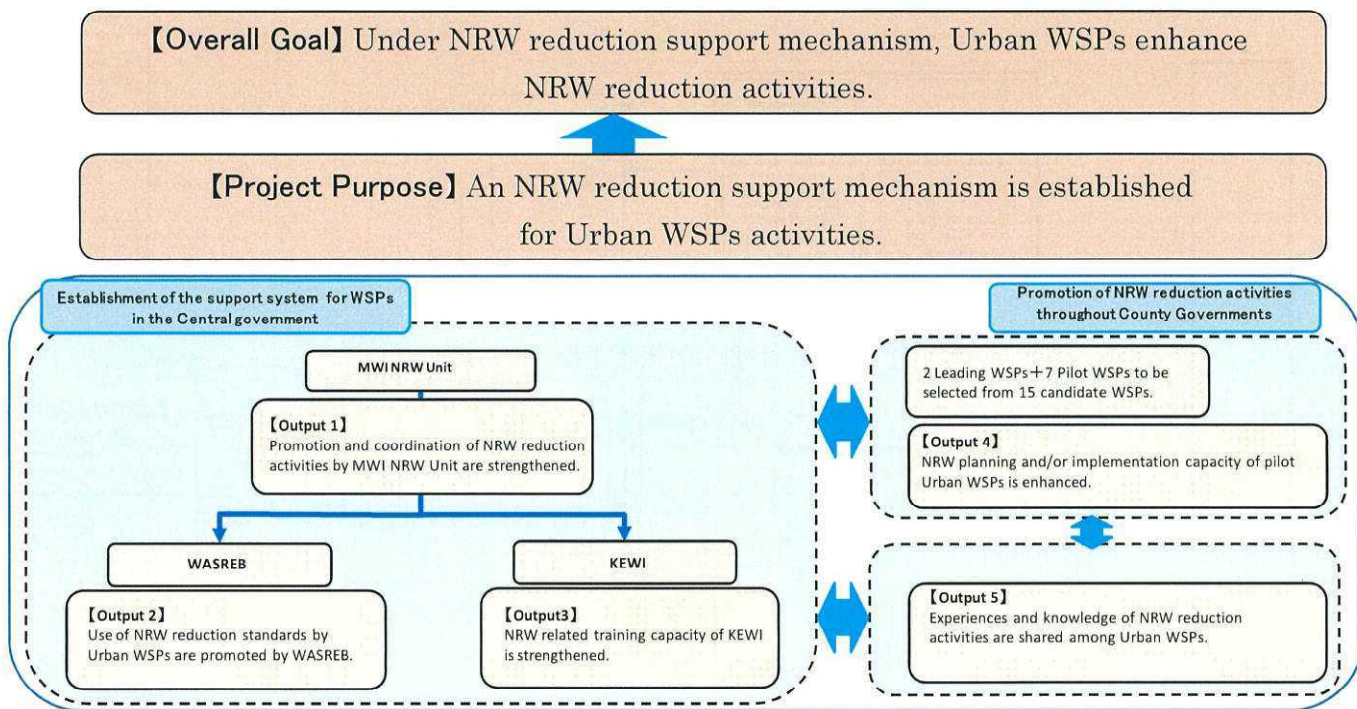 【Overall Goal】 Under NRW reduction support mechanism, Urban WSPs enhance
NRW reduction activities.
【Project Purpose】 An NRW reduction support mechanism is established
for Urban WSPs activities.
Establishment of the support system for WSPs
in the Central government
MWI NRW Unit
【Output 1】
Promotion and coordination of NRW reduction
activities by MWI NRW Unit are strengthened.
WASREB
【Output 2】
Use of NRW reduction standards by
Urban WSPs are promoted by WASREB.
KEWI
【Output3】
NRW related training capacity of KEWI
is strengthened.
Promotion of NRW reduction activities
throughout County Governments
2 Leading WSPs+7 Pilot WSPs to be
selected from 15 candidate WSPs.
【Output 4】
NRW planning and/or implementation capacity of pilot
Urban WSPs is enhanced.
【Output 5】
Experiences and knowledge of NRW reduction
activities are shared among Urban WSPs.